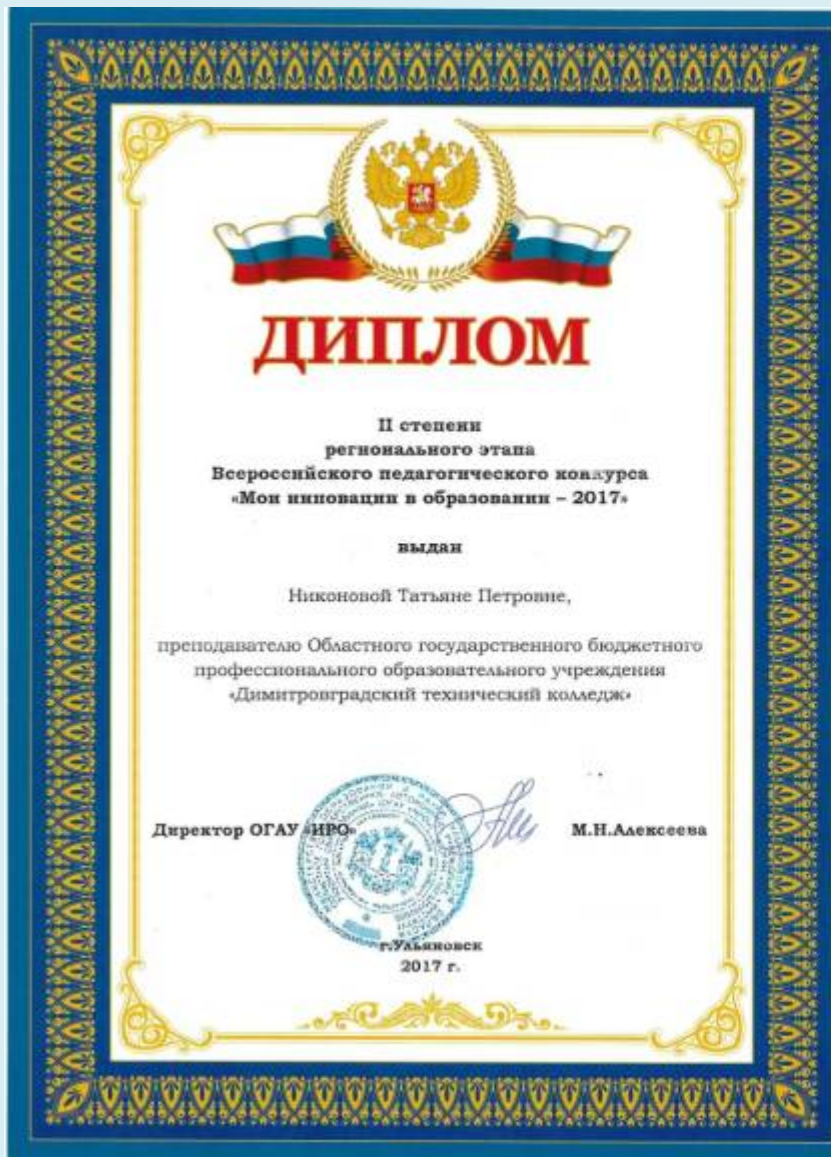 ДИПЛОМ
II степени
регионального этапа
Всероссийского педагогического конкурса
«Мои инновации в образовании – 2017»
выдан
Никоновой Татьяне Петровне,
преподавателю Областного государственного бюджетного
профессионального образовательного учреждения
«Димитровградский технический колледж»
Директор ОГАУ «ИРО» М.Н.Алексеева
г.Ульяновск
2017 г.